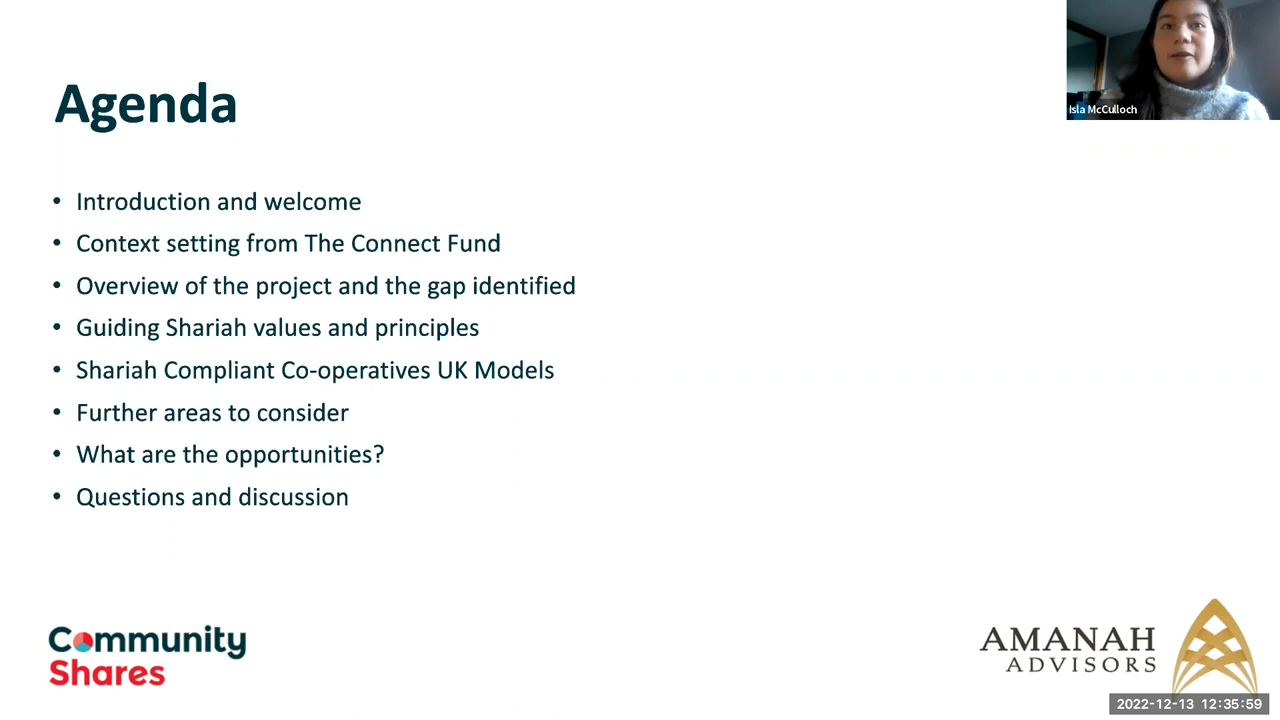 Agenda
Isla McCulloch
• Introduction and welcome
• Context setting from The Connect Fund
• Overview of the project and the gap identified
• Guiding Shariah values and principles
• Shariah Compliant Co-operatives UK Models
• Further areas to consider
• What are the opportunities?
• Questions and discussion
Community
Shares
AMANAH
ADVISORS
2022-12-13 12:35:59